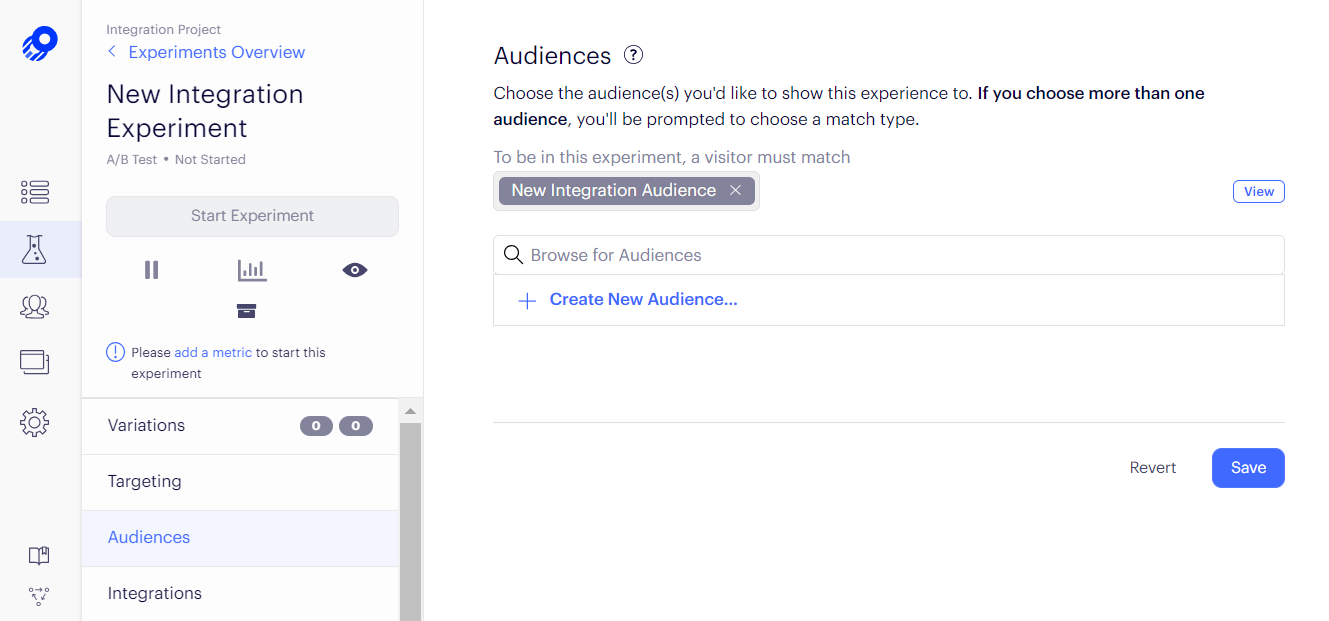 Integration Project
Experiments Overview
New Integration
Experiment
A/B Test • Not Started
Start Experiment
Please add a metric to start this
experiment
Variations 0 0
Targeting
Audiences
Integrations
Audiences ?
Choose the audience(s) you'd like to show this experience to. If you choose more than one
audience, you'll be prompted to choose a match type.
To be in this experiment, a visitor must match
New Integration Audience
View
Browse for Audiences
Create New Audience...
Revert
Save